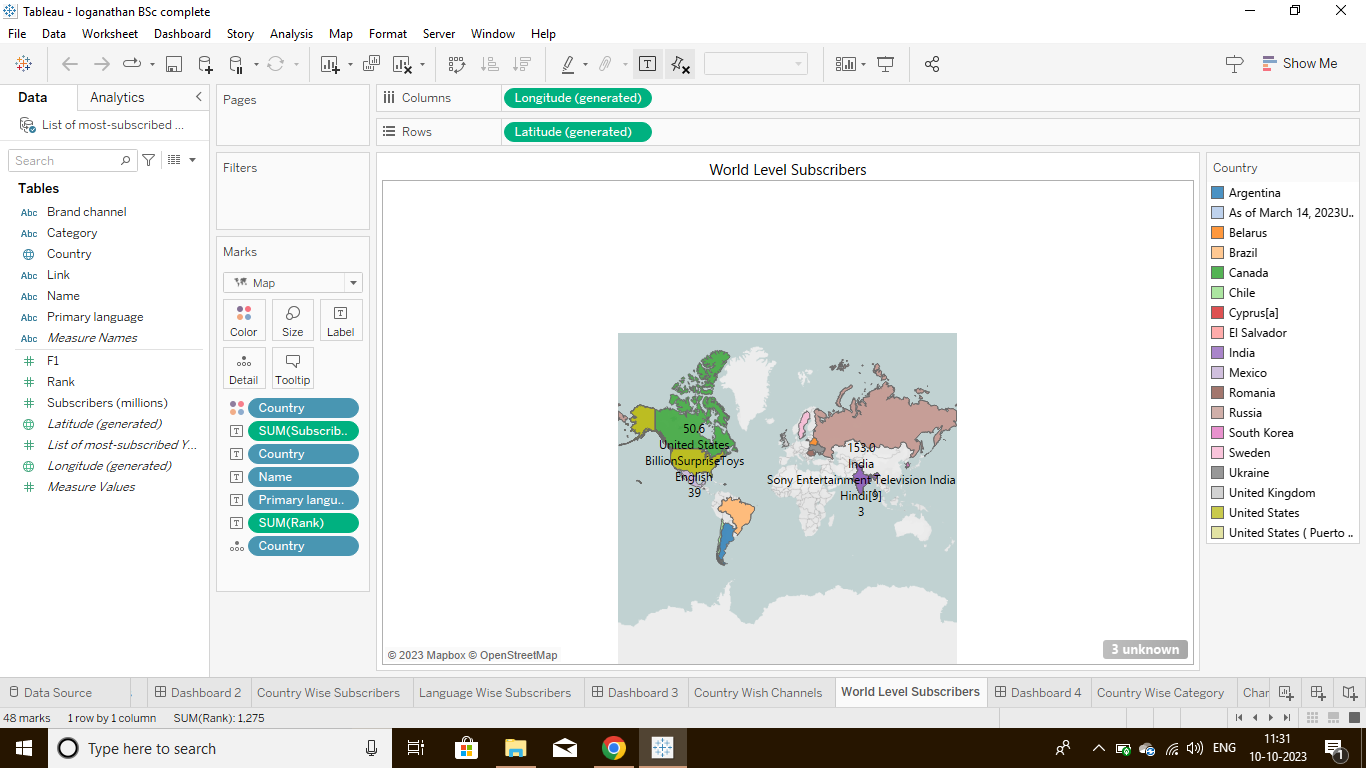 Tableau - loganathan BSc complete
File Data Worksheet Dashboard Story Analysis Map Format Server Window Help
Show Me
Data Analytics
List of most-subscribed ...
Search
Tables
Abc Brand channel
Abc Category
Country
Abc Link
Abc Name
Abc Primary language
Abc Measure Names
F1
Rank
Subscribers (millions)
Latitude (generated)
List of most-subscribed Y...
Longitude (generated)
Measure Values
Pages
Filters
Marks
Map
Color Size Label
Detail Tooltip
Country
SUM(Subscrib..
Country
Name
Primary langu..
SUM(Rank)
Country
Columns Longitude (generated)
Rows Latitude (generated)
World Level Subscribers
50.6
United States
BillionSurpriseToys
English
39
153.0
India
Sony Entertainment Television India
Hindi[9]
3
© 2023 Mapbox © OpenStreetMap
3 unknown
Country
Argentina
As of March 14, 2023U..
Belarus
Brazil
Canada
Chile
Cyprus[a]
El Salvador
India
Mexico
Romania
Russia
South Korea
Sweden
Ukraine
United Kingdom
United States
United States ( Puerto ..
Data Source Dashboard 2 Country Wise Subscribers Language Wise Subscribers Dashboard 3 Country Wish Channels World Level Subscribers Dashboard 4 Country Wise Category Char
48 marks 1 row by 1 column SUM(Rank): 1,275
Type here to search
ENG
11:31
10-10-2023
1